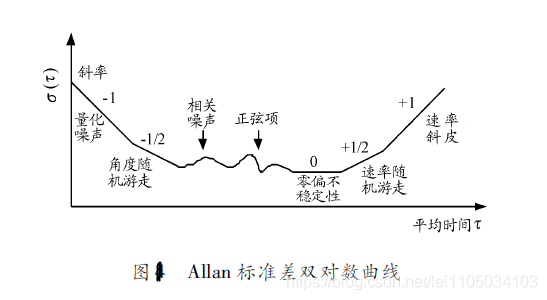 σ(τ)
斜率
-1
量化
噪声
-1/2
角度随
机游走
相关
噪声
正弦项
0
零偏不
稳定性
+1/2
速率随
机游走
+1
速率
斜皮
平均时间τ
图 Allan 标准差双对数曲线
https://blog.csdn.net/lei1105034103